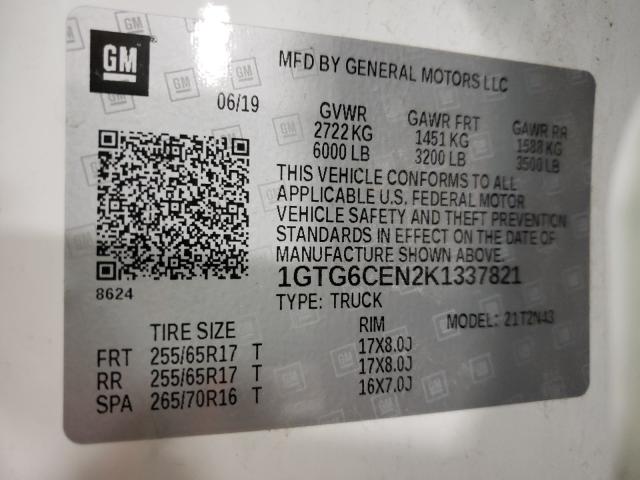 GM
MFD BY GENERAL MOTORS LLC
06/19
GVWR GAWR FRT GAWR RR
2722 KG 1451 KG 1588 KG
6000 LB 3200 LB 3500 LB
THIS VEHICLE CONFORMS TO ALL
APPLICABLE U.S. FEDERAL MOTOR
VEHICLE SAFETY AND THEFT PREVENTION
STANDARDS IN EFFECT ON THE DATE OF
MANUFACTURE SHOWN ABOVE.
8624
1GTG6CEN2K1337821
TYPE: TRUCK MODEL: 21T2N43
TIRE SIZE RIM
FRT 255/65R17 T 17X8.0J
RR 255/65R17 T 17X8.0J
SPA 265/70R16 T 16X7.0J